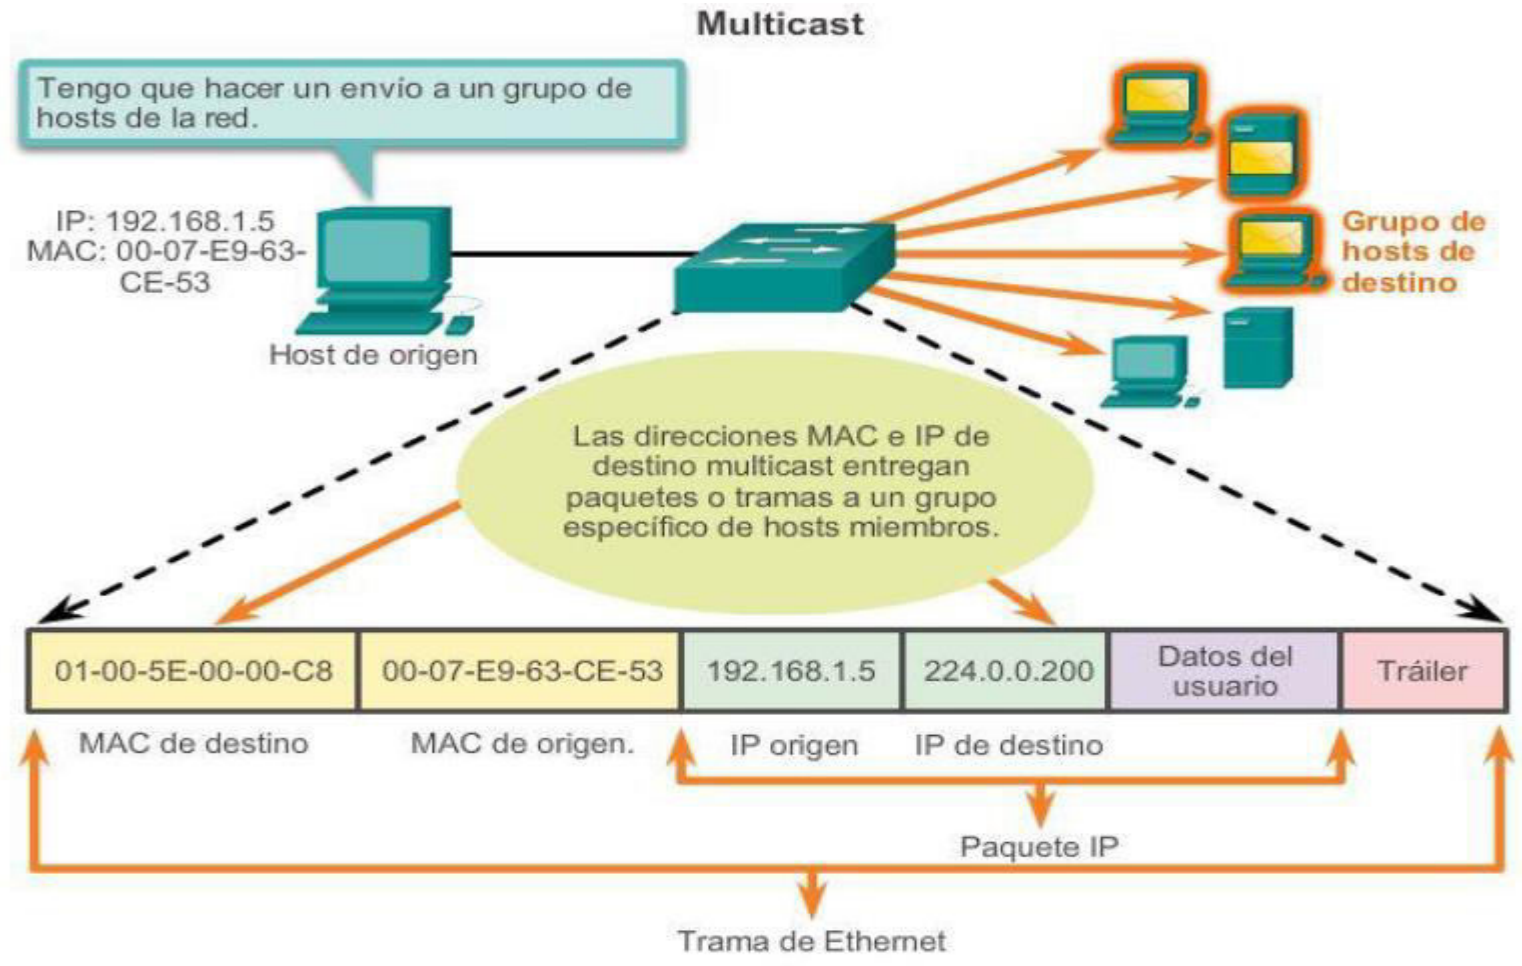 Multicast
Tengo que hacer un envío a un grupo de
hosts de la red.
IP: 192.168.1.5
MAC: 00-07-E9-63-
CE-53
Host de origen
Grupo de
hosts de
destino
Las direcciones MAC e IP de
destino multicast entregan
paquetes o tramas a un grupo
específico de hosts miembros.
01-00-5E-00-00-C8
00-07-E9-63-CE-53
192.168.1.5
224.0.0.200
Datos del
usuario
Tráiler
MAC de destino
MAC de origen.
IP origen
IP de destino
Paquete IP
Trama de Ethernet